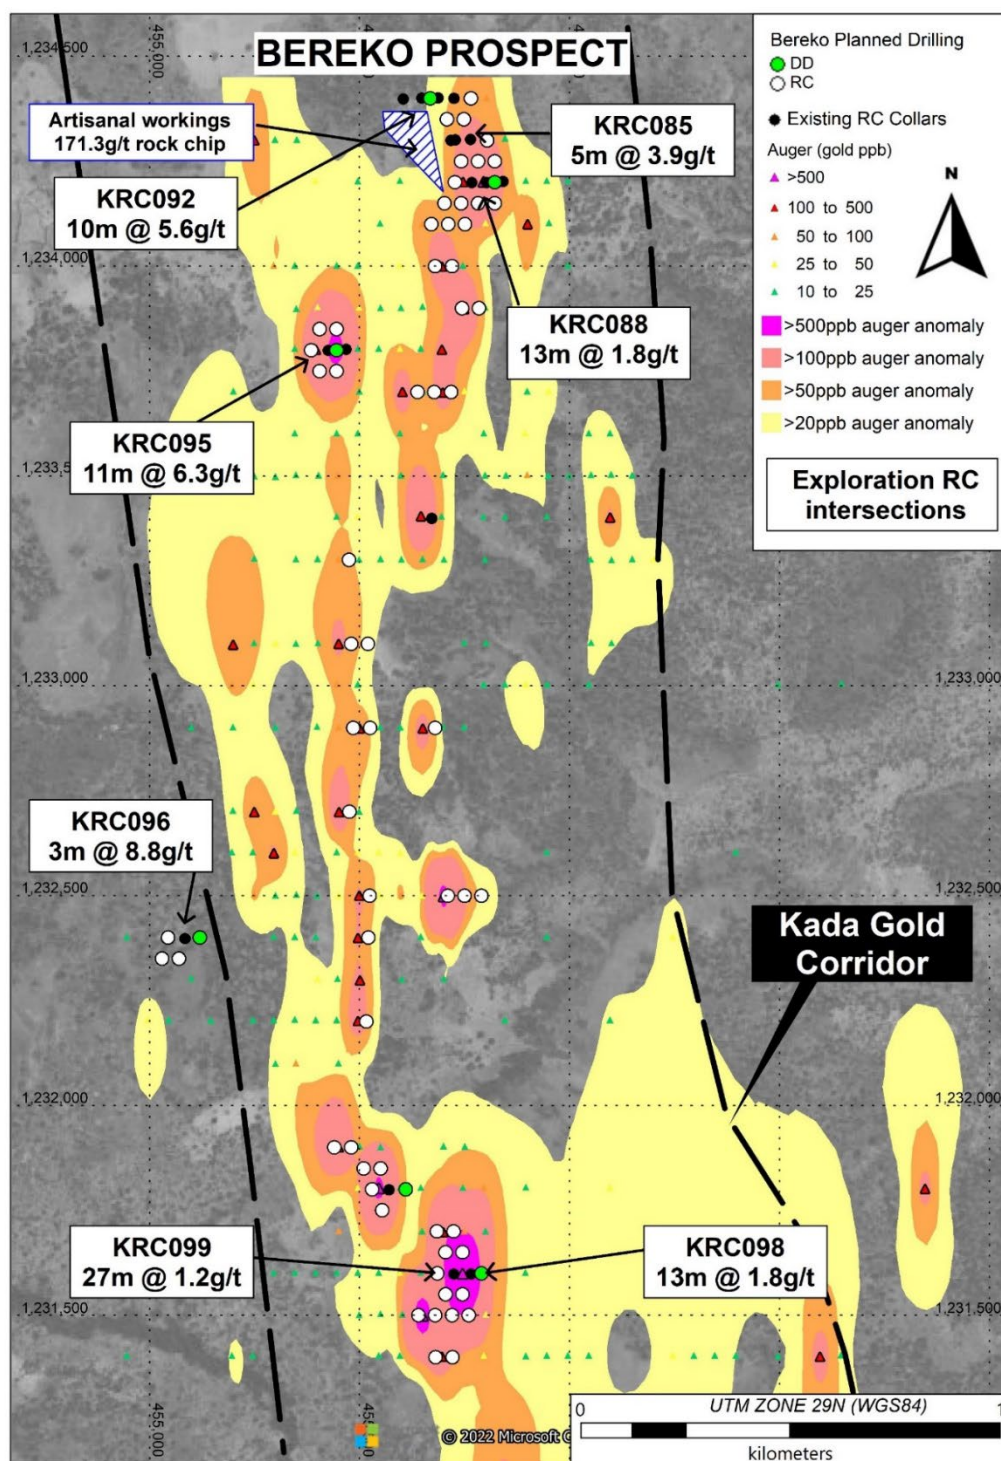 BEREKO PROSPECT
1,234,500
455,000
Artisanal workings
171.3g/t rock chip
KRC085
5m @ 3.9g/t
KRC092
10m @ 5.6g/t
1,234,000
1,234,000
KRC088
13m @ 1.8g/t
KRC095
11m @ 6.3g/t
1,233,500
1,233,000
1,233,000
KRC096
3m @ 8.8g/t
1,232,500
1,232,500
Kada Gold
Corridor
1,232,000
1,232,000
KRC099
27m @ 1.2g/t
KRC098
13m @ 1.8g/t
1,231,500
1,231,500
455,000
© 2022 Microsoft
Bereko Planned Drilling
DD
RC
Existing RC Collars
Auger (gold ppb)
>500
100 to 500
50 to 100
25 to 50
10 to 25
>500ppb auger anomaly
>100ppb auger anomaly
>50ppb auger anomaly
>20ppb auger anomaly
N
Exploration RC
intersections
UTM ZONE 29N (WGS84)
0
1
kilometers